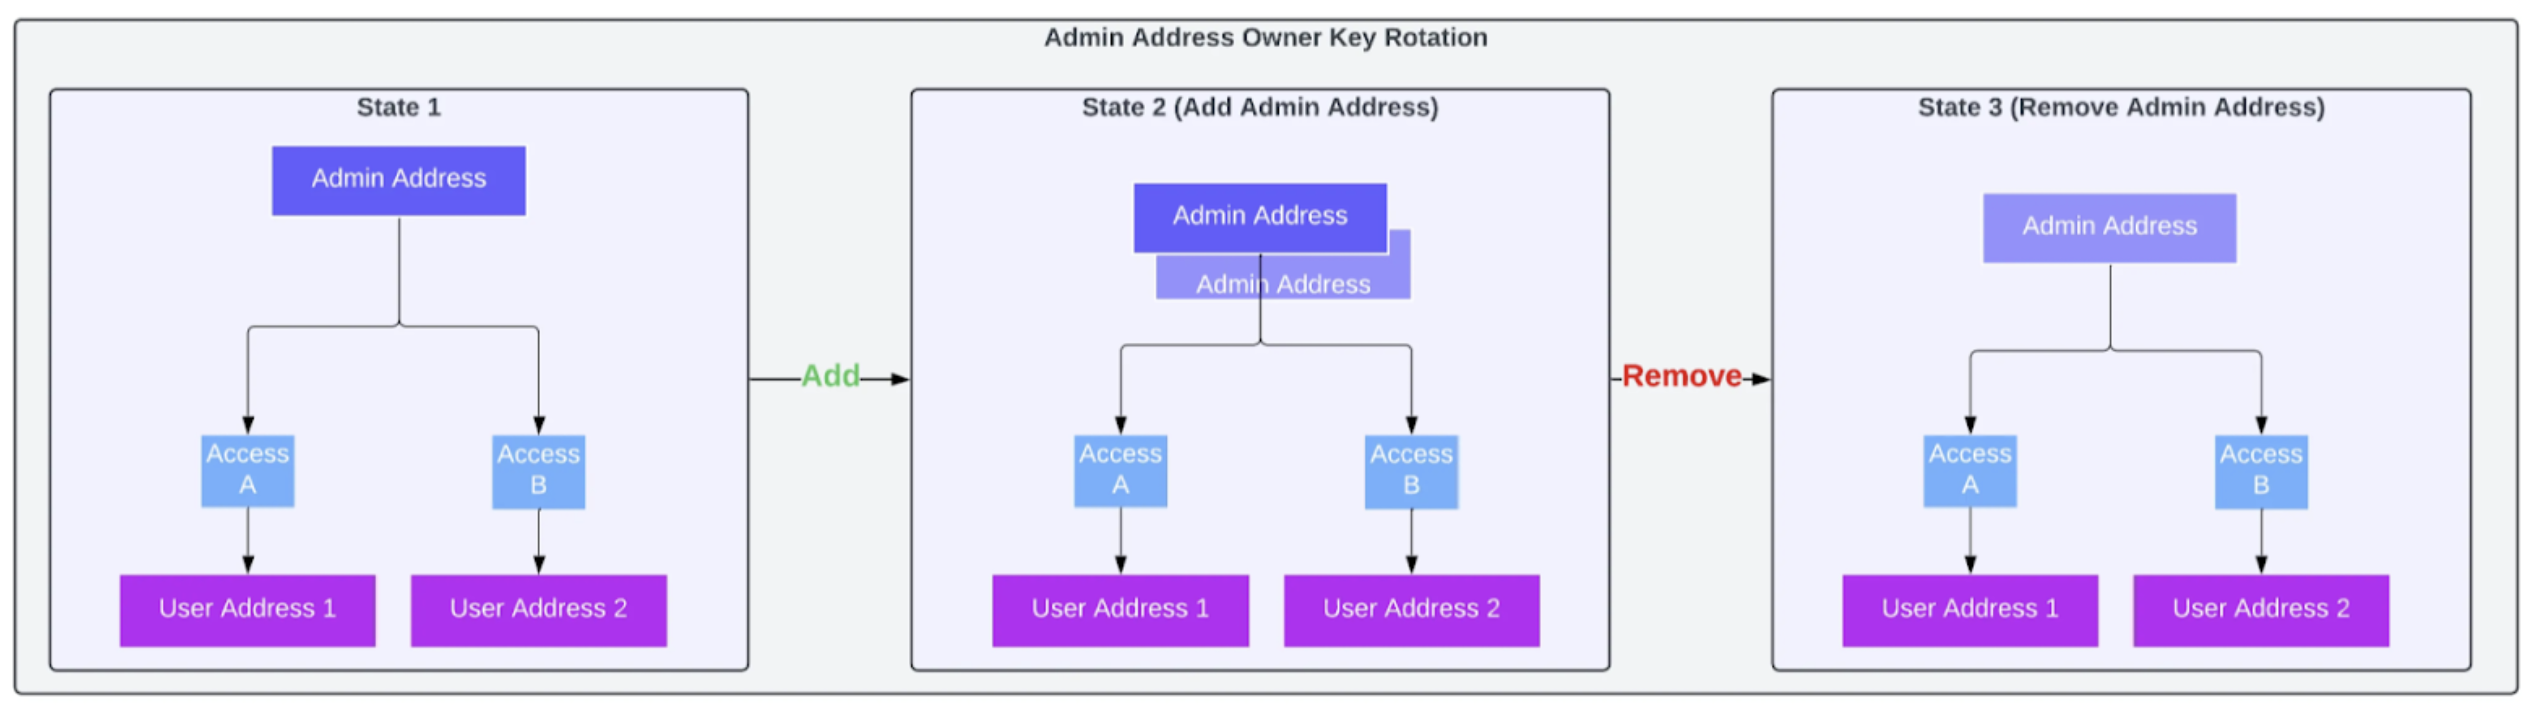 Admin Address Owner Key Rotation
State 1
Admin Address
Access
A
Access
B
User Address 1
User Address 2
Add
State 2 (Add Admin Address)
Admin Address
Admin Address
Access
A
Access
B
User Address 1
User Address 2
Remove
State 3 (Remove Admin Address)
Admin Address
Access
A
Access
B
User Address 1
User Address 2